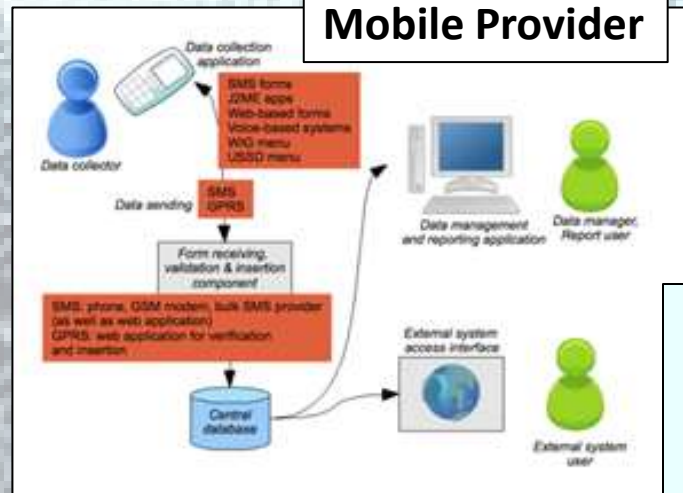 Mobile Provider
Data collection
application
SMS forms
J2ME apps
Web-based forms
Voice-based systems
WIG menu
USSD menu
Data collector
Data sending
SMS
GPRS
Form receiving,
validation & insertion
component
SMS: phone, GSM modem, bulk SMS provider
(as well as web application)
GPRS: web application for verification
and insertion
Central
database
Data management
and reporting application
Data manager,
Report user
External system
access interface
External system
user